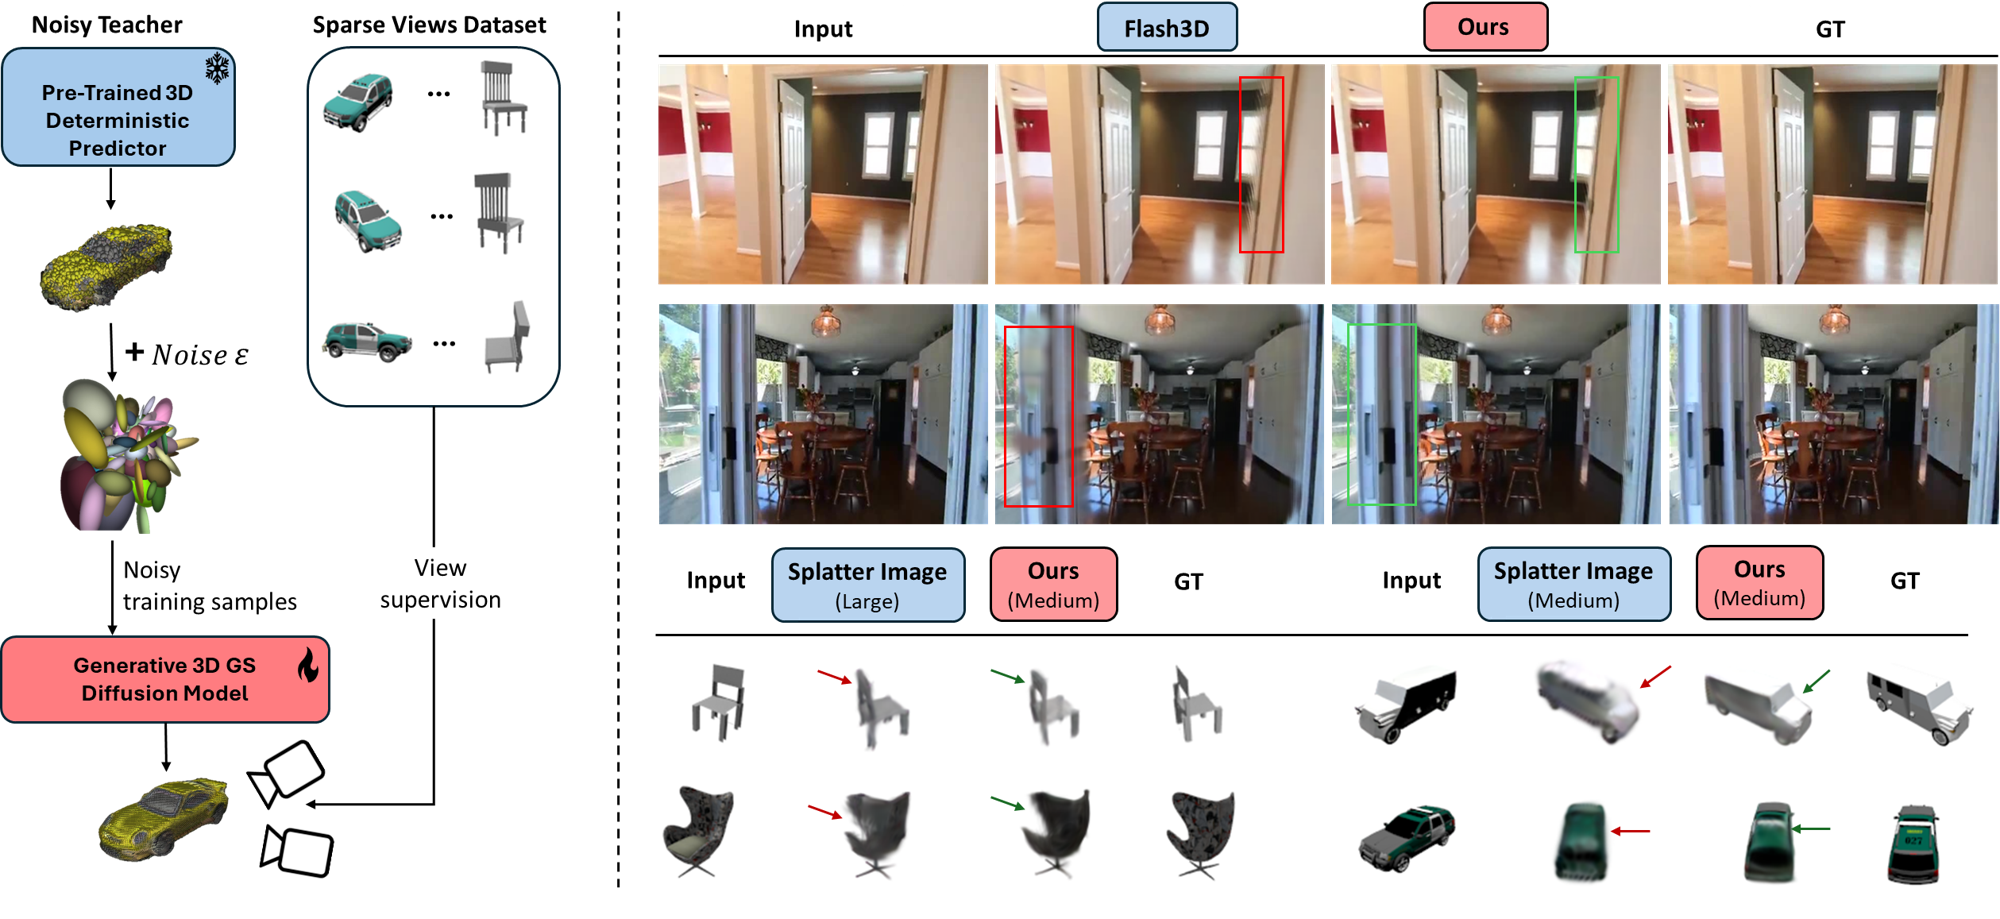 Noisy Teacher
Sparse Views Dataset
Pre-Trained 3D
Deterministic
Predictor
...
...
...
+ Noise ε
Noisy
training samples
View
supervision
Generative 3D GS
Diffusion Model
Input
Flash3D
Ours
GT
Input
Splatter Image
(Large)
Ours
(Medium)
GT
Input
Splatter Image
(Medium)
Ours
(Medium)
GT
027